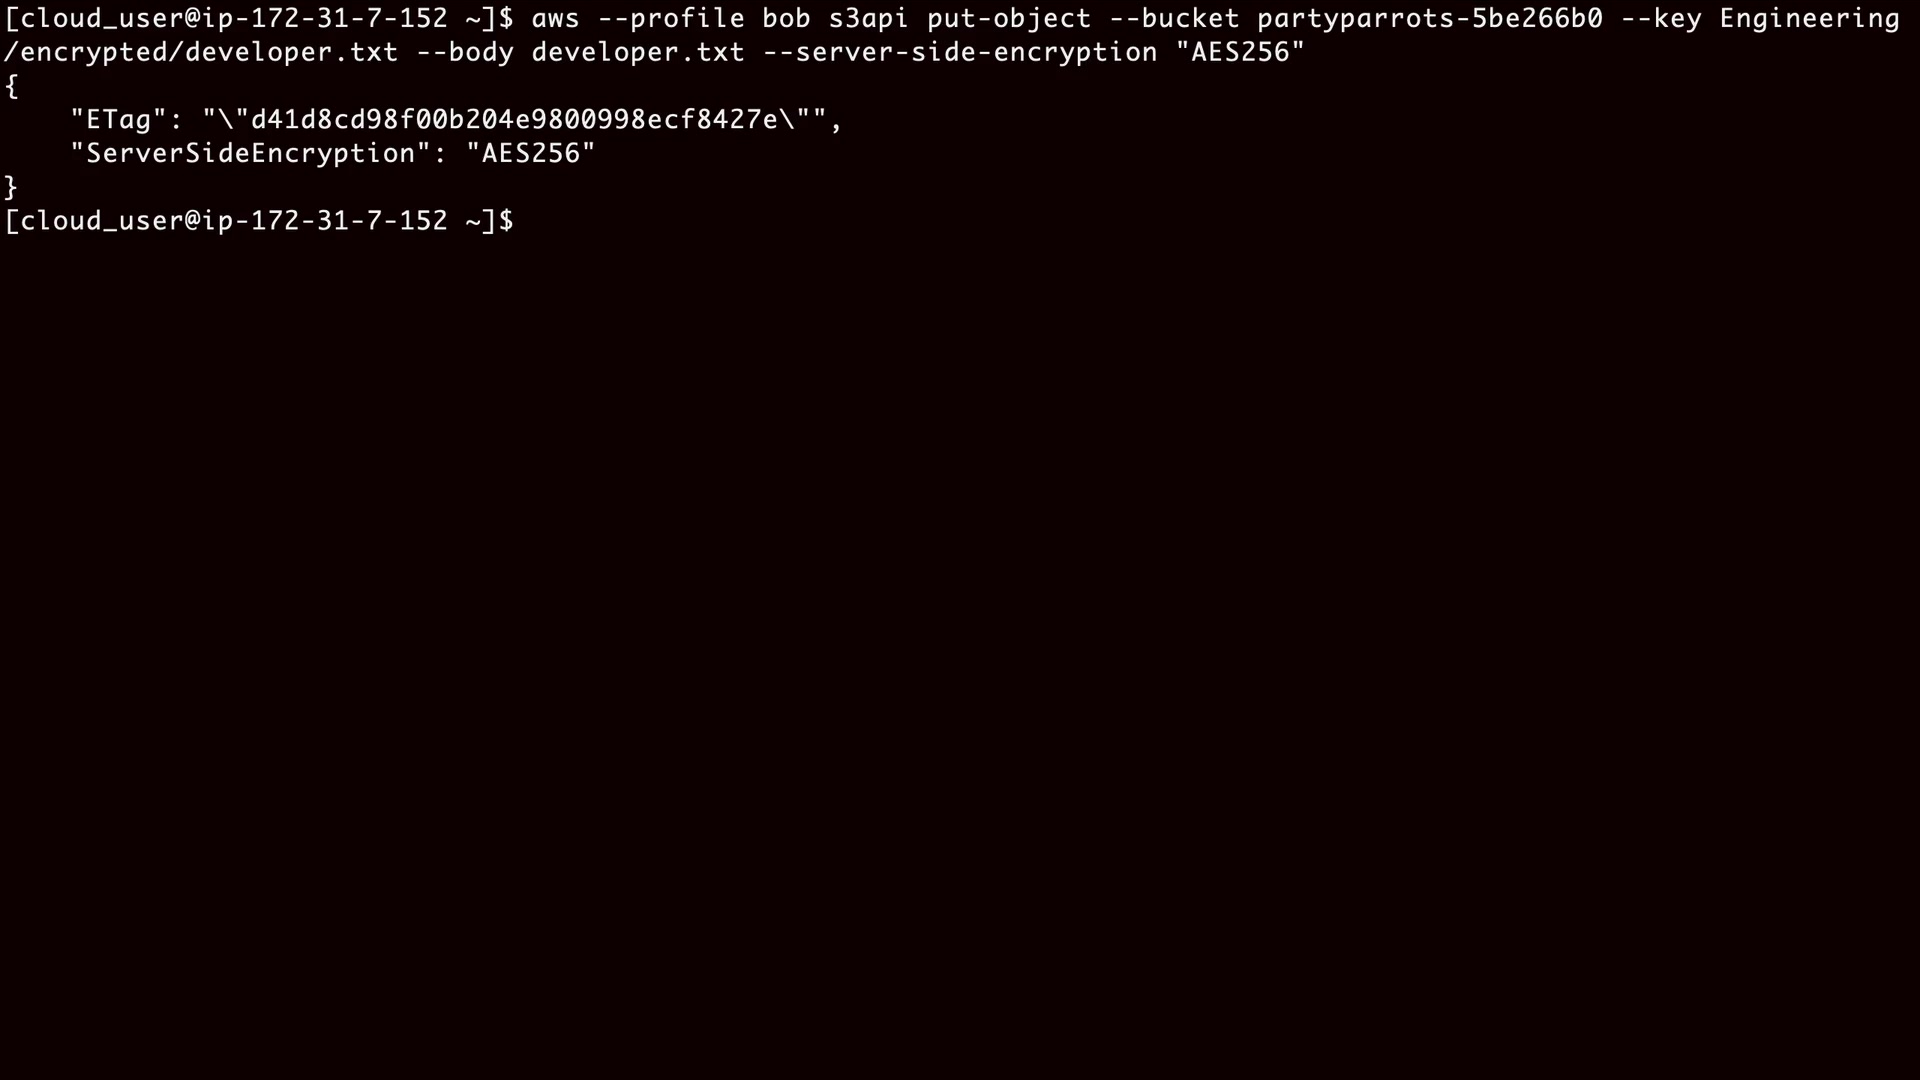 [cloud_user@ip-172-31-7-152 ~]$ aws --profile bob s3api put-object --bucket partyparrots-5be266b0 --key Engineering
/encrypted/developer.txt --body developer.txt --server-side-encryption "AES256"
{
    "ETag": "\"d41d8cd98f00b204e9800998ecf8427e\"",
    "ServerSideEncryption": "AES256"
}
[cloud_user@ip-172-31-7-152 ~]$